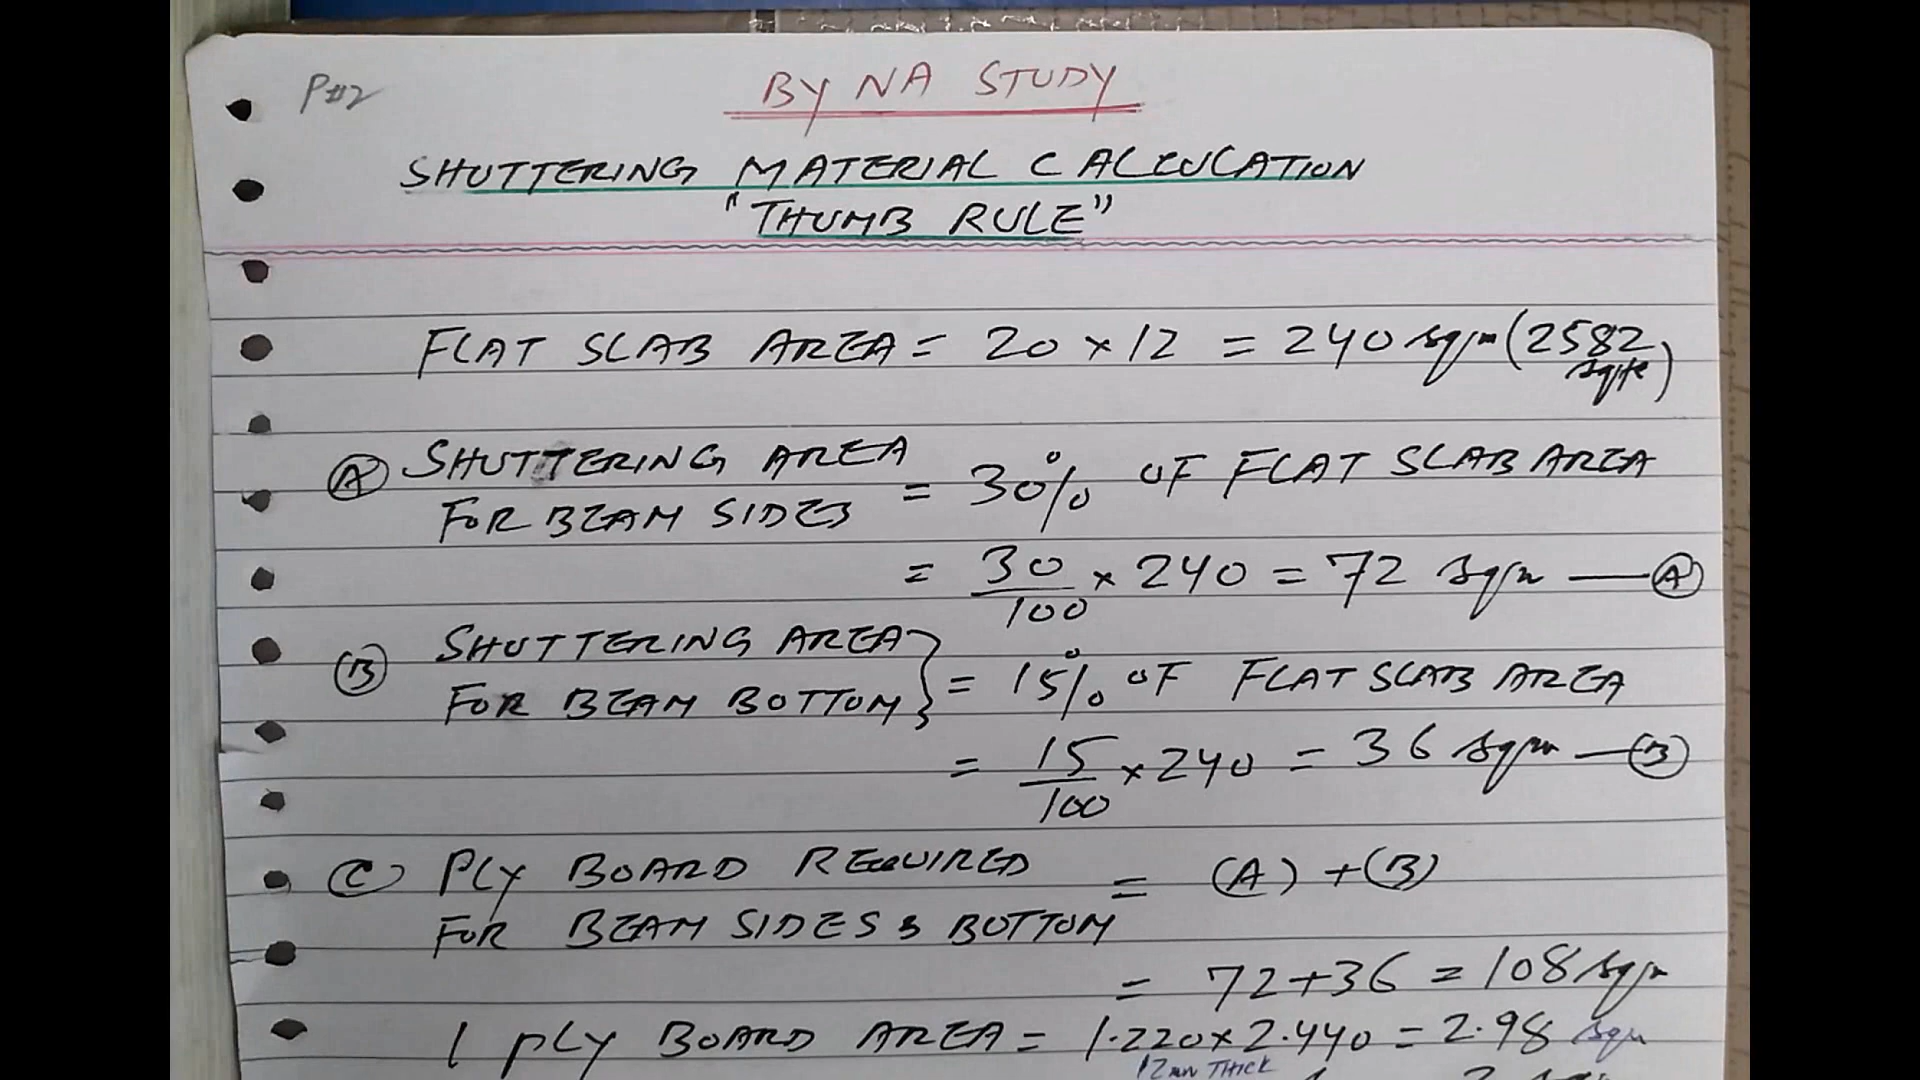 P#2
BY NA STUDY
SHUTTERING MATERIAL CALCULATION
"THUMB RULE"
FLAT SLAB AREA = 20 × 12 = 240 sqm (2582 sqft)
(A) SHUTTERING AREA FOR BEAM SIDES = 30% OF FLAT SLAB AREA
= 30/100 × 240 = 72 sqm — (A)
(B) SHUTTERING AREA FOR BEAM BOTTOM } = 15% OF FLAT SLAB AREA
= 15/100 × 240 = 36 sqm — (B)
(C) PLY BOARD REQUIRED FOR BEAM SIDES & BOTTOM = (A) + (B)
= 72 + 36 = 108 sqm
1 PLY BOARD AREA = 1.220 × 2.440 = 2.98 sqm
12mm THICK